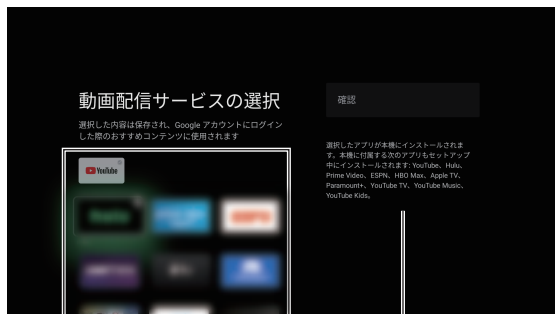 動画配信サービスの選択
選択した内容は保存され、Google アカウントにログイン
した際のおすすめコンテンツに使用されます
YouTube
確認
選択したアプリが本機にインストールされま
す。本機に付属する次のアプリもセットアップ
中にインストールされます: YouTube、Hulu、
Prime Video、ESPN、HBO Max、Apple TV、
Paramount+、YouTube TV、YouTube Music、
YouTube Kids。